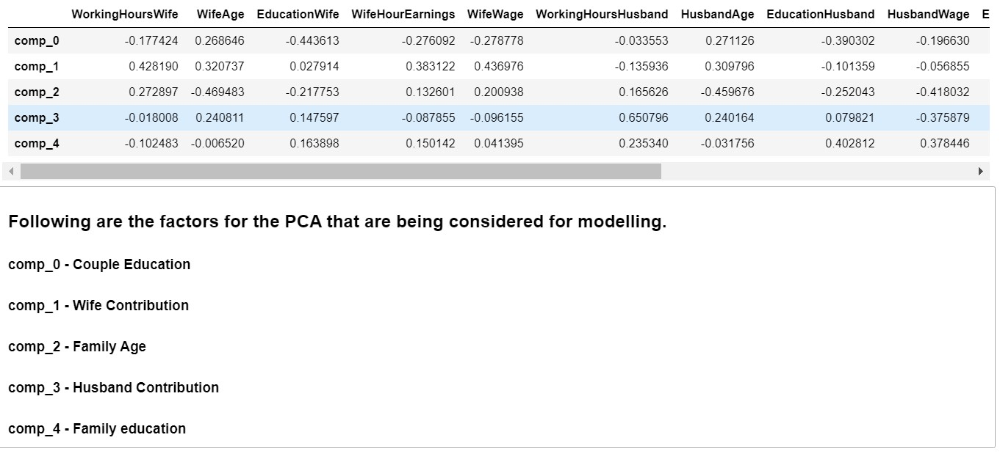 WorkingHoursWife WifeAge EducationWife WifeHourEarnings WifeWage WorkingHoursHusband HusbandAge EducationHusband HusbandWage E
comp_0 -0.177424 0.268646 -0.443613 -0.276092 -0.278778 -0.033553 0.271126 -0.390302 -0.196630
comp_1 0.428190 0.320737 0.027914 0.383122 0.436976 -0.135936 0.309796 -0.101359 -0.056855
comp_2 0.272897 -0.469483 -0.217753 0.132601 0.200938 0.165626 -0.459676 -0.252043 -0.418032
comp_3 -0.018008 0.240811 0.147597 -0.087855 -0.096155 0.650796 0.240164 0.079821 -0.375879
comp_4 -0.102483 -0.006520 0.163898 0.150142 0.041395 0.235340 -0.031756 0.402812 0.378446
Following are the factors for the PCA that are being considered for modelling.
comp_0 - Couple Education
comp_1 - Wife Contribution
comp_2 - Family Age
comp_3 - Husband Contribution
comp_4 - Family education